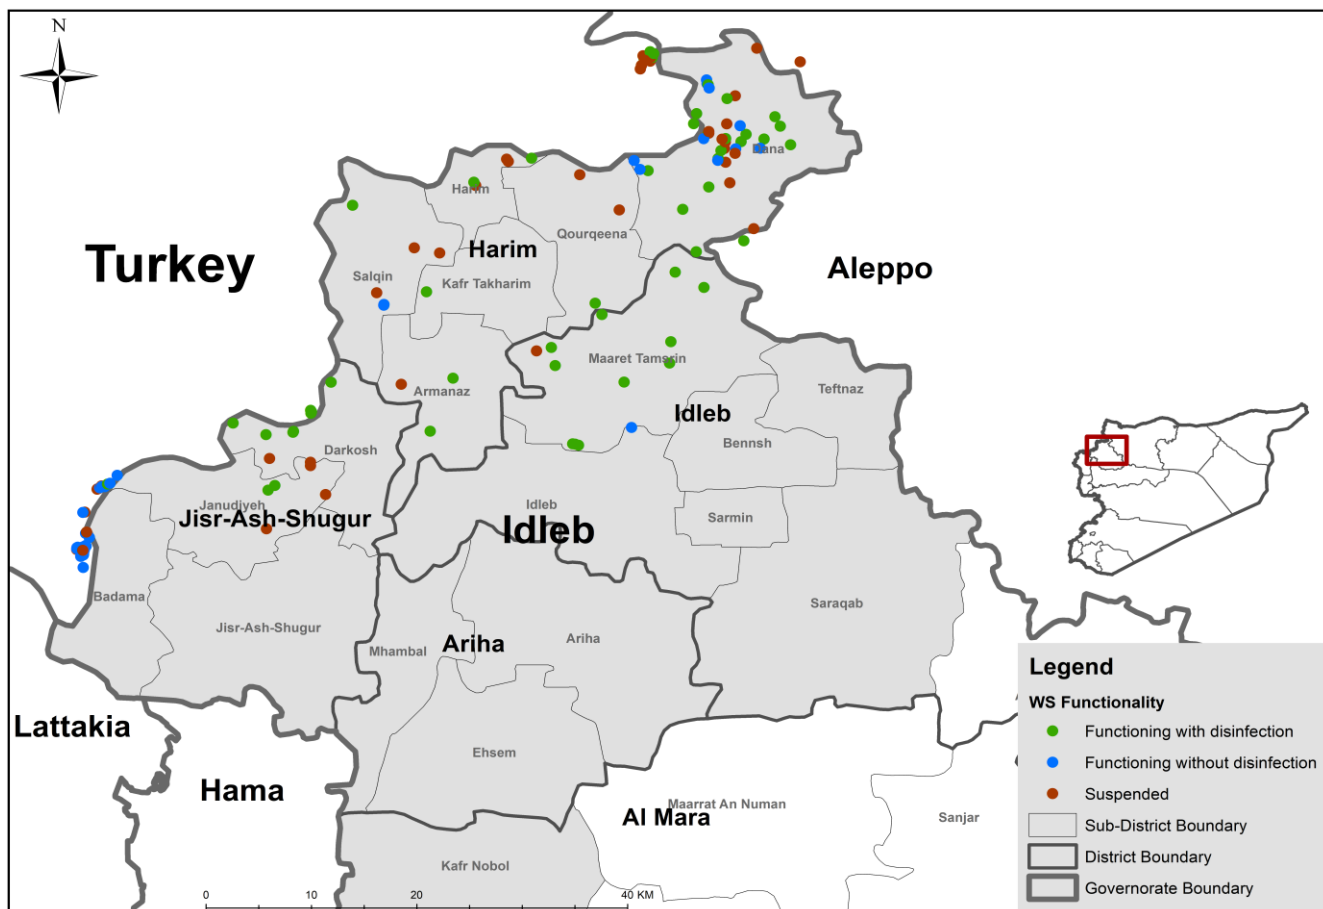 N
Dana
Harim
Qourqeena
Harim
Turkey
Aleppo
Salqin
Kafr Takharim
Maaret Tamsrin
Teftnaz
Armanaz
Idleb
Bennsh
Darkosh
Janudiyeh
Jisr-Ash-Shugur
Idleb
Idleb
Sarmin
Badama
Saraqab
Jisr-Ash-Shugur
Mhambal
Ariha
Ariha
Lattakia
Ehsem
Hama
Maarrat An Numan
Al Mara
Sanjar
Kafr Nobol
0 10 20 40 KM
Legend
WS Functionality
Functioning with disinfection
Functioning without disinfection
Suspended
Sub-District Boundary
District Boundary
Governorate Boundary